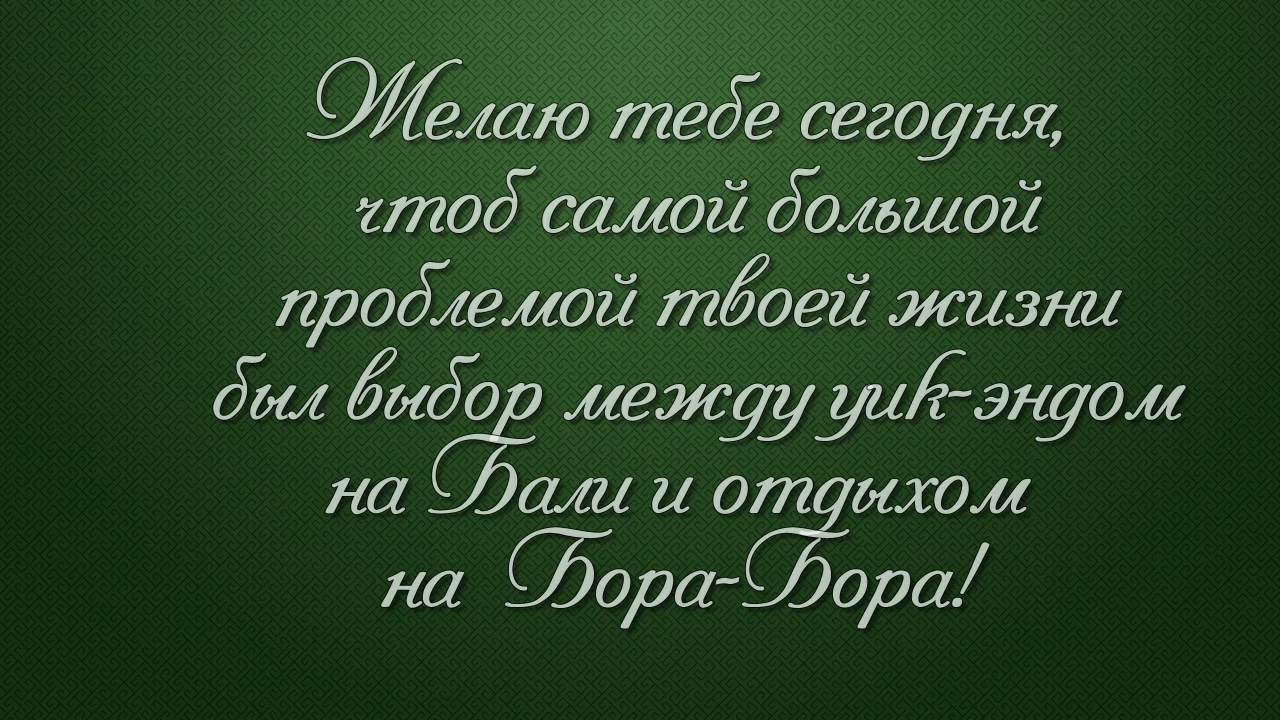 Желаю тебе сегодня,
чтоб самой большой
проблемой твоей жизни
был выбор между уик-эндом
на Бали и отдыхом
на Бора-Бора!